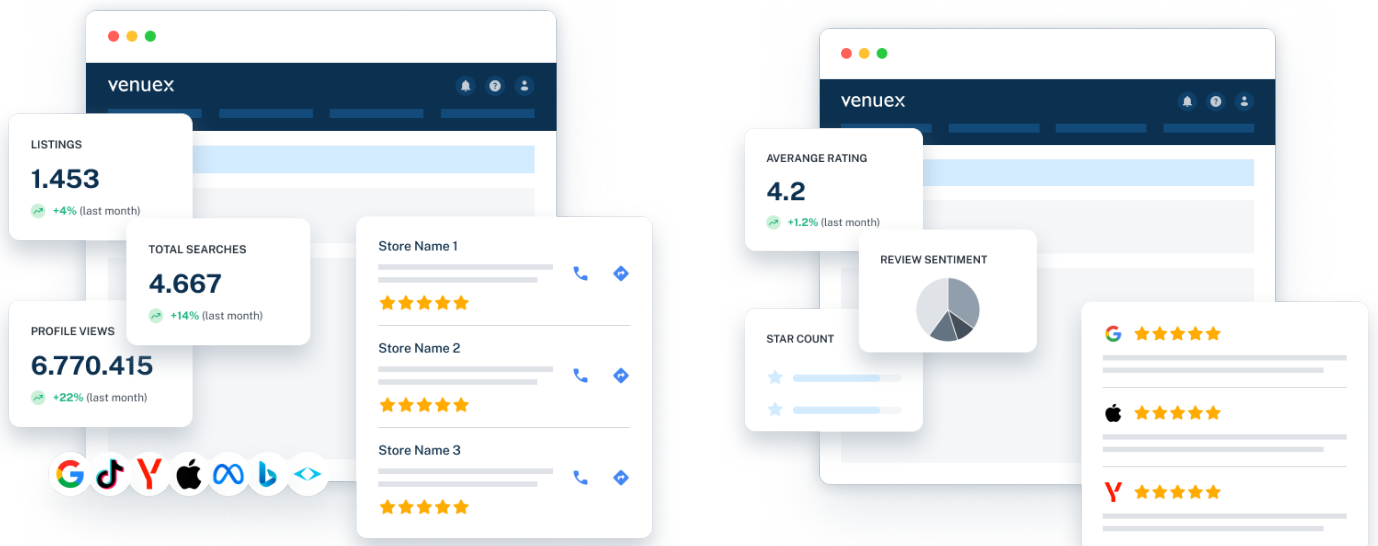 venuex
LISTINGS
1.453
+4% (last month)
TOTAL SEARCHES
4.667
+14% (last month)
PROFILE VIEWS
6.770.415
+22% (last month)
Store Name 1
Store Name 2
Store Name 3
venuex
AVERANGE RATING
4.2
+1.2% (last month)
REVIEW SENTIMENT
STAR COUNT